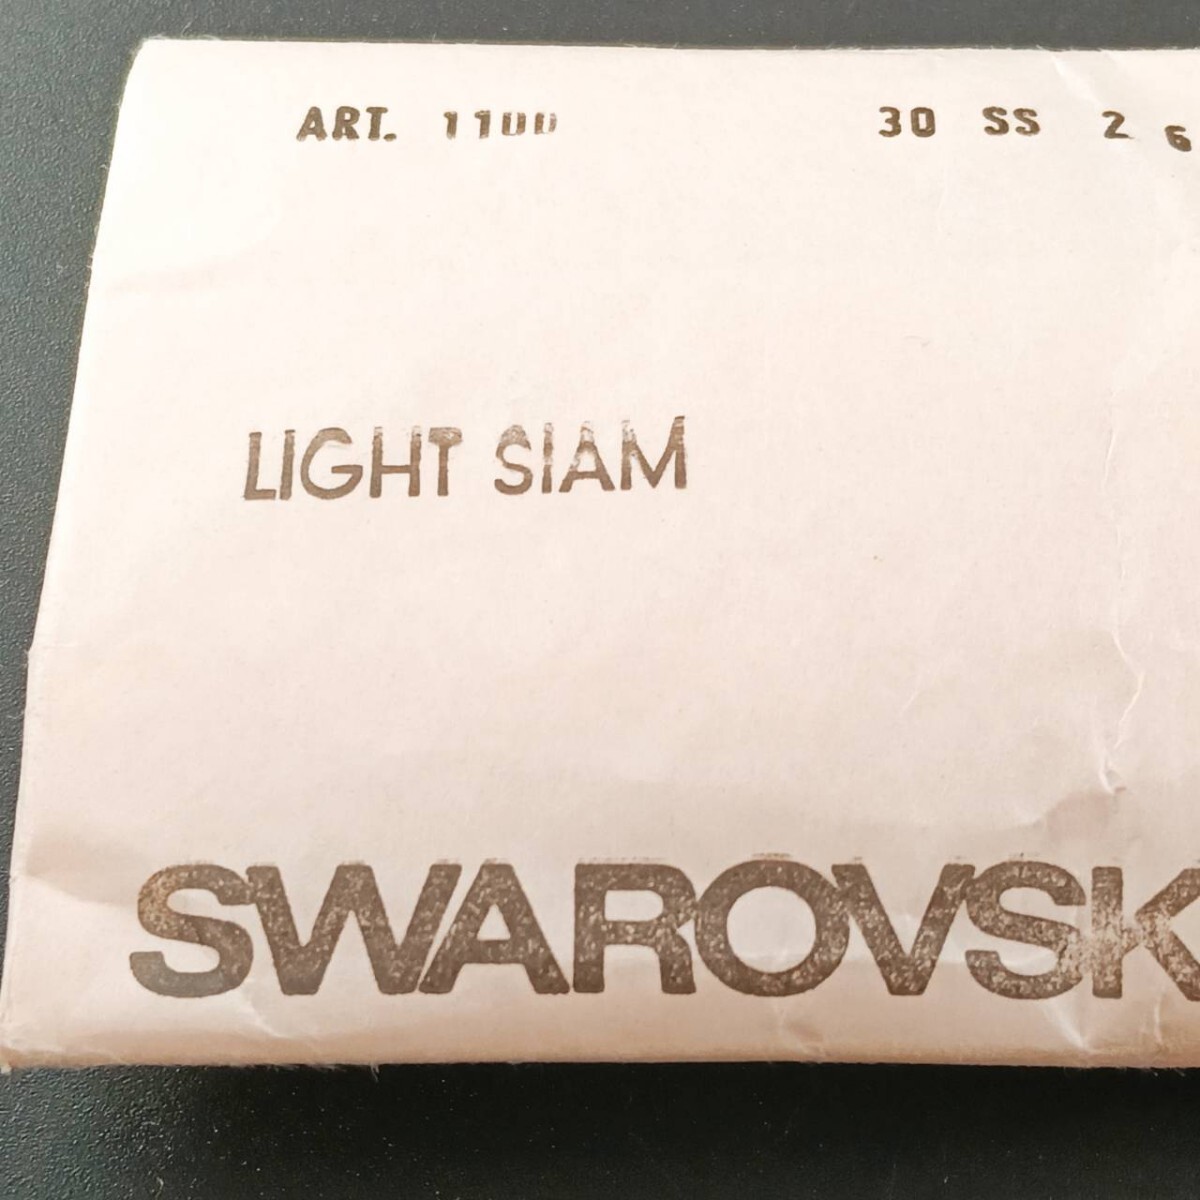 ART. 1100 30 SS 2 6
LIGHT SIAM
SWAROVSK